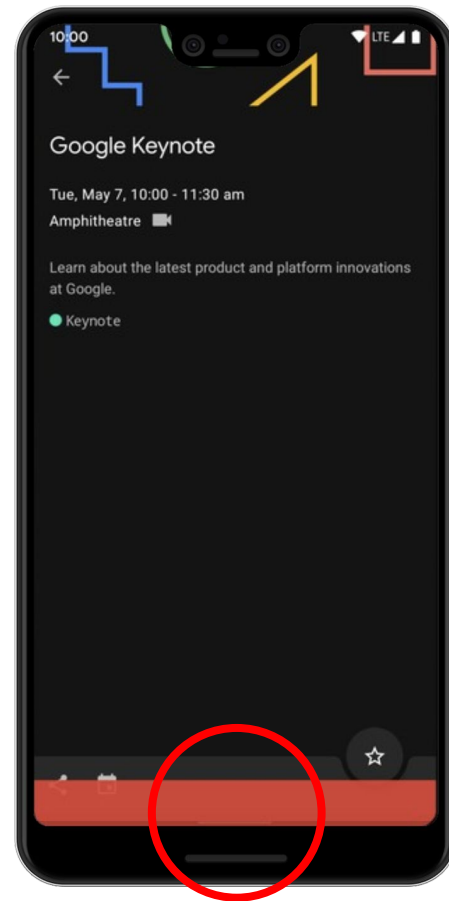 10:00 LTE
Google Keynote
Tue, May 7, 10:00 - 11:30 am
Amphitheatre
Learn about the latest product and platform innovations
at Google.
Keynote